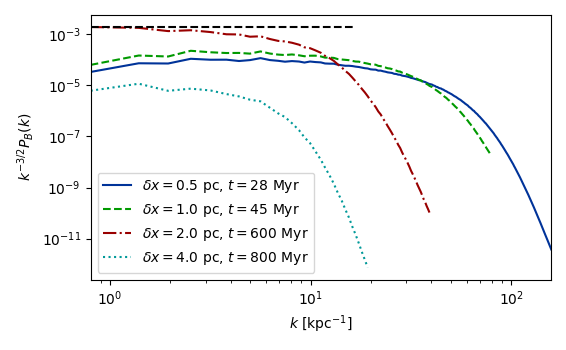 k^{-3/2}P_B(k)
10^{-3}
10^{-5}
10^{-7}
10^{-9}
10^{-11}
δx = 0.5 pc, t = 28 Myr
δx = 1.0 pc, t = 45 Myr
δx = 2.0 pc, t = 600 Myr
δx = 4.0 pc, t = 800 Myr
10^0
10^1
10^2
k [kpc^{-1}]